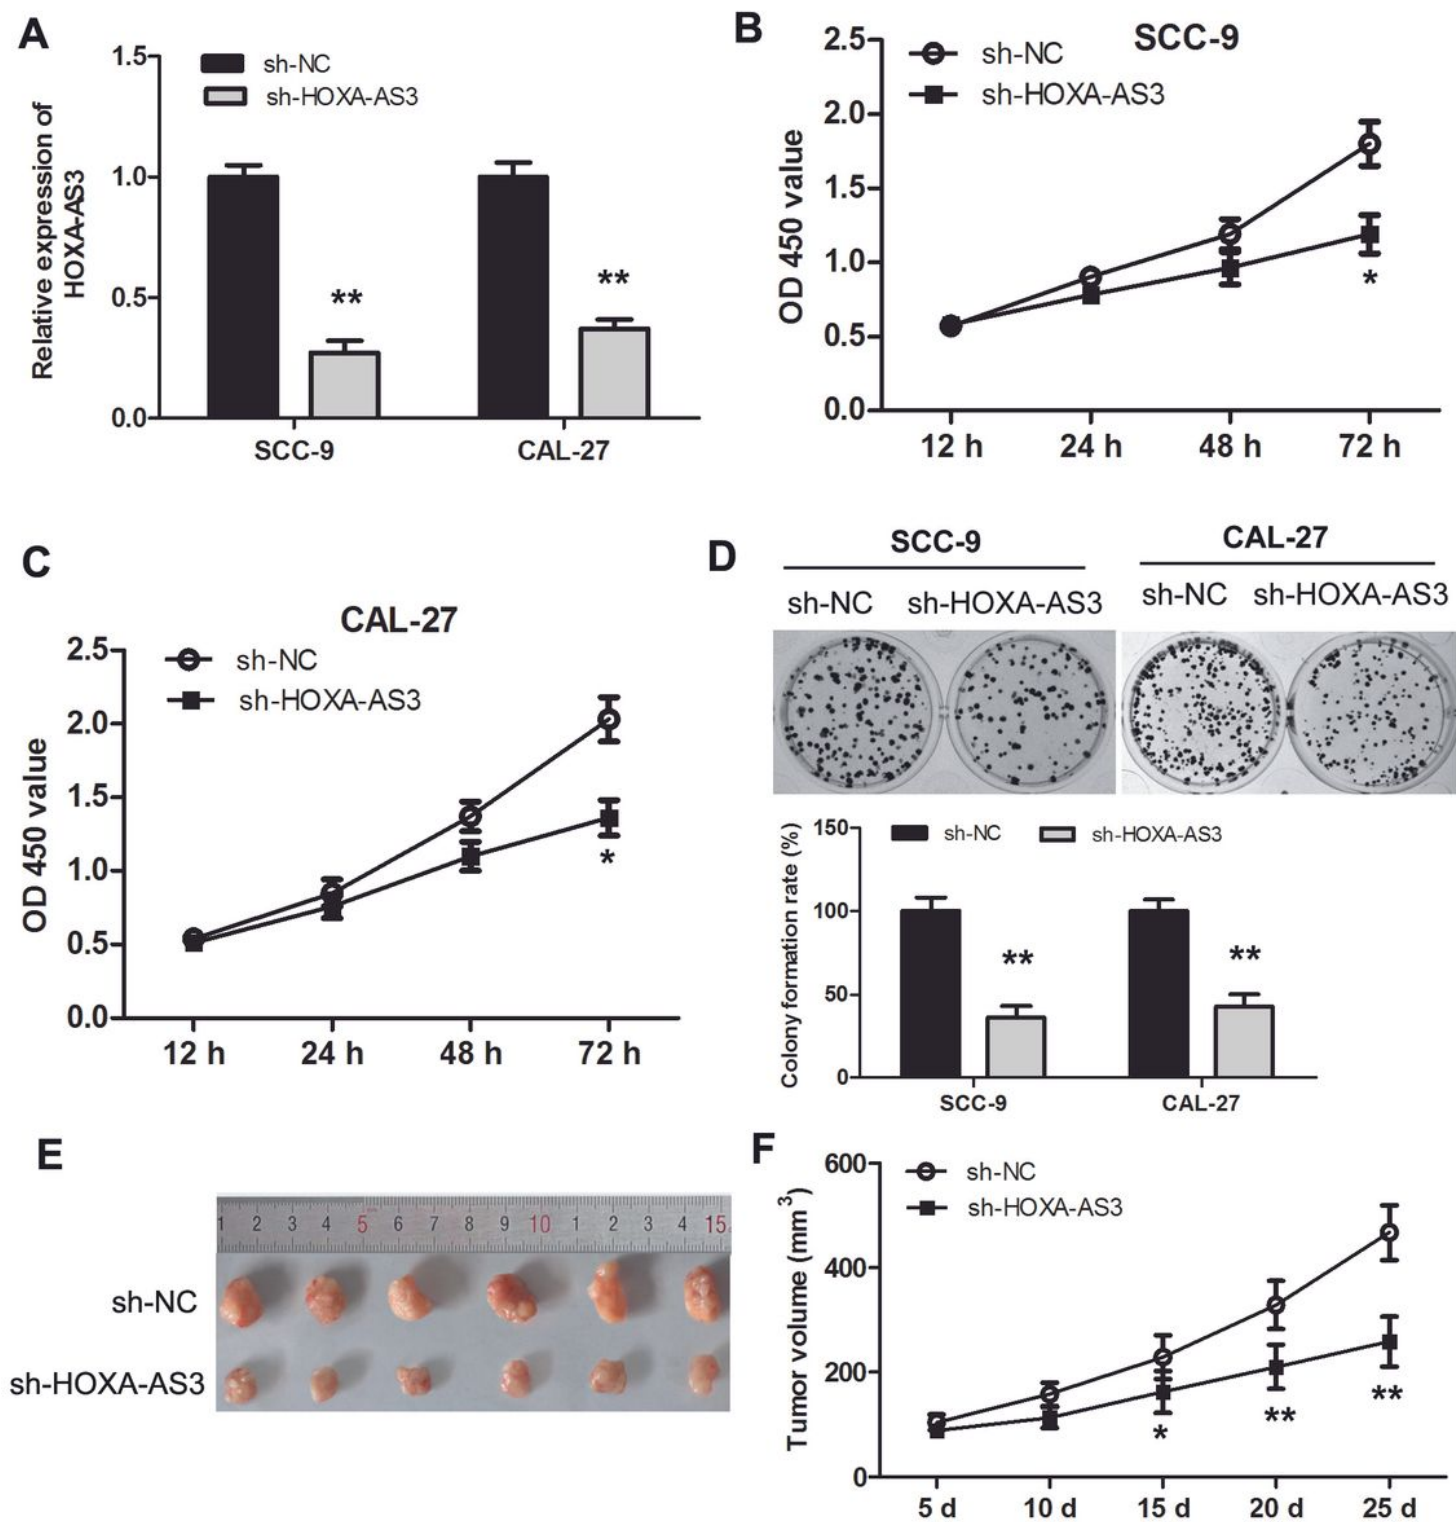 A
1.5
1.0
0.5
0.0
Relative expression of
HOXA-AS3
sh-NC
sh-HOXA-AS3
**
**
SCC-9
CAL-27
B
SCC-9
2.5
2.0
1.5
1.0
0.5
0.0
OD 450 value
sh-NC
sh-HOXA-AS3
*
12 h
24 h
48 h
72 h
C
CAL-27
2.5
2.0
1.5
1.0
0.5
0.0
OD 450 value
sh-NC
sh-HOXA-AS3
*
12 h
24 h
48 h
72 h
D
SCC-9
CAL-27
sh-NC
sh-HOXA-AS3
sh-NC
sh-HOXA-AS3
150
100
50
0
Colony formation rate (%)
sh-NC
sh-HOXA-AS3
**
**
SCC-9
CAL-27
E
1 2 3 4 5 6 7 8 9 10 1 2 3 4 15
sh-NC
sh-HOXA-AS3
F
600
400
200
0
Tumor volume (mm3)
sh-NC
sh-HOXA-AS3
*
**
**
5 d
10 d
15 d
20 d
25 d